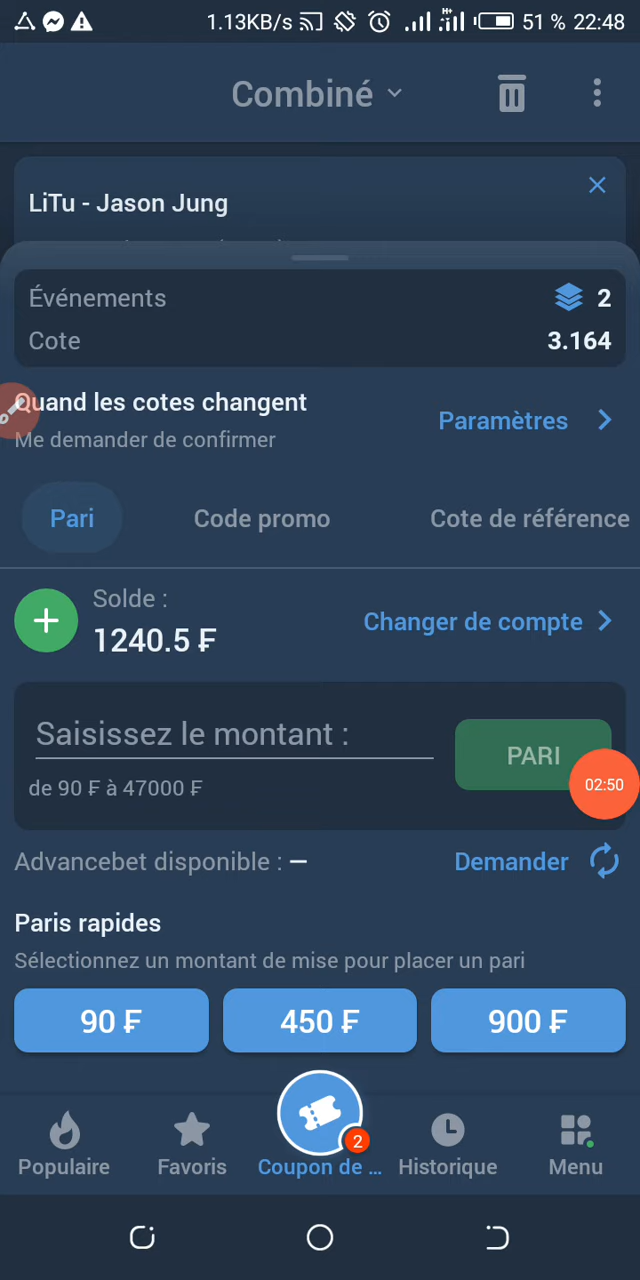 1.13KB/s H+ 51 % 22:48
Combiné
LiTu - Jason Jung
Événements 2
Cote 3.164
Quand les cotes changent
Me demander de confirmer
Paramètres
Pari Code promo Cote de référence
Solde :
1240.5 ₣
Changer de compte
Saisissez le montant :
PARI
02:50
de 90 ₣ à 47000 ₣
Advancebet disponible : –
Demander
Paris rapides
Sélectionnez un montant de mise pour placer un pari
90 ₣ 450 ₣ 900 ₣
2
Populaire Favoris Coupon de ... Historique Menu